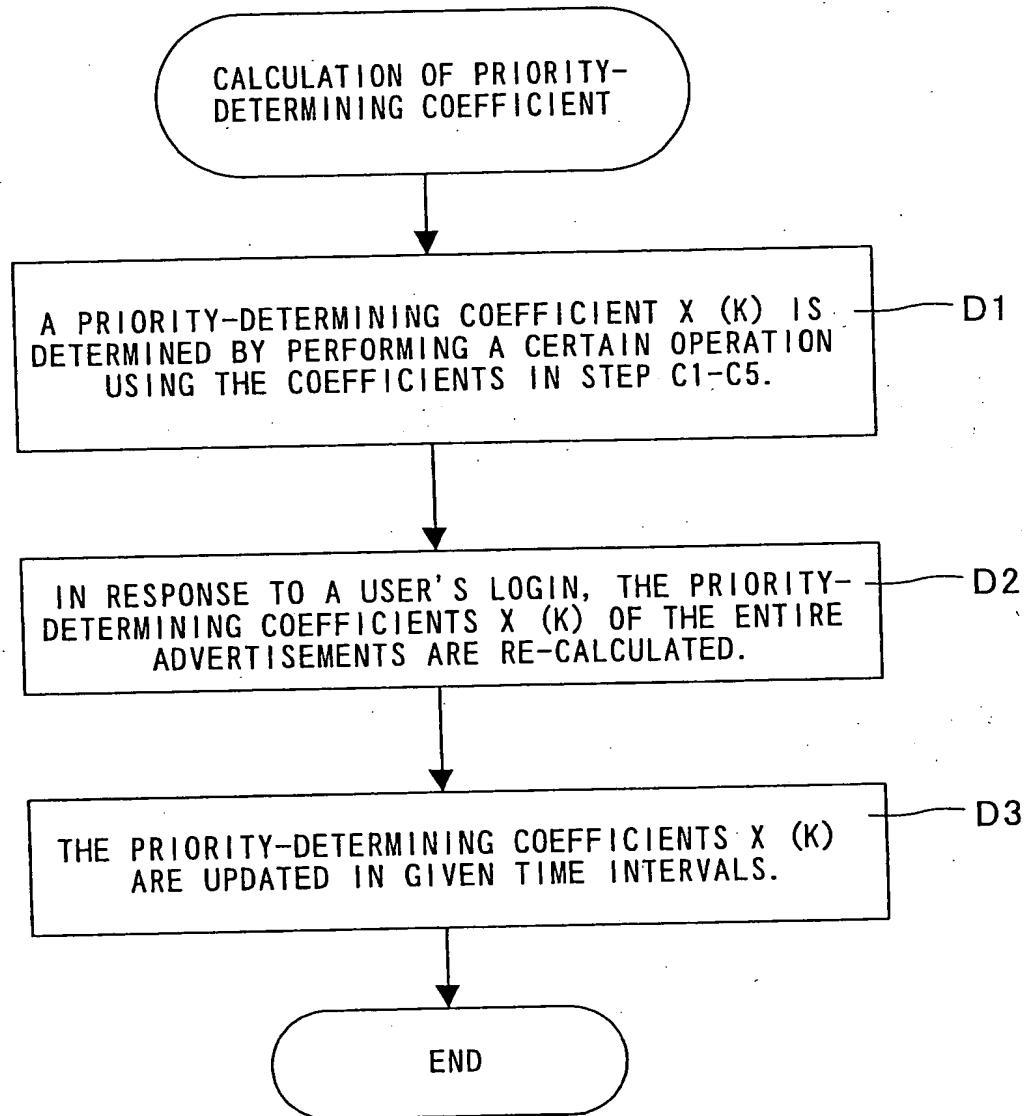 CALCULATION OF PRIORITY-
DETERMINING COEFFICIENT
A PRIORITY-DETERMINING COEFFICIENT X (K) IS
DETERMINED BY PERFORMING A CERTAIN OPERATION
USING THE COEFFICIENTS IN STEP C1-C5.
D1
IN RESPONSE TO A USER'S LOGIN, THE PRIORITY-
DETERMINING COEFFICIENTS X (K) OF THE ENTIRE
ADVERTISEMENTS ARE RE-CALCULATED.
D2
THE PRIORITY-DETERMINING COEFFICIENTS X (K)
ARE UPDATED IN GIVEN TIME INTERVALS.
D3
END